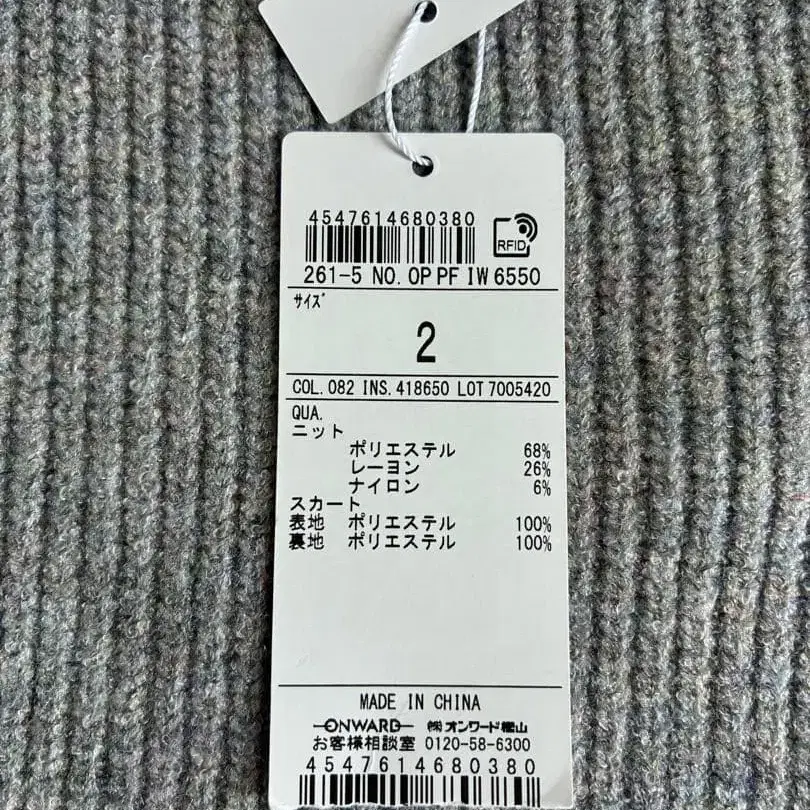 4547614680380
RFID
261-5 NO. OP PF IW 6550
サイズ
2
COL. 082 INS. 418650 LOT 7005420
QUA.
ニット
ポリエステル 68%
レーヨン 26%
ナイロン 6%
スカート
表地 ポリエステル 100%
裏地 ポリエステル 100%
MADE IN CHINA
ONWARD ㈱オンワード樫山
お客様相談室 0120-58-6300
4547614680380